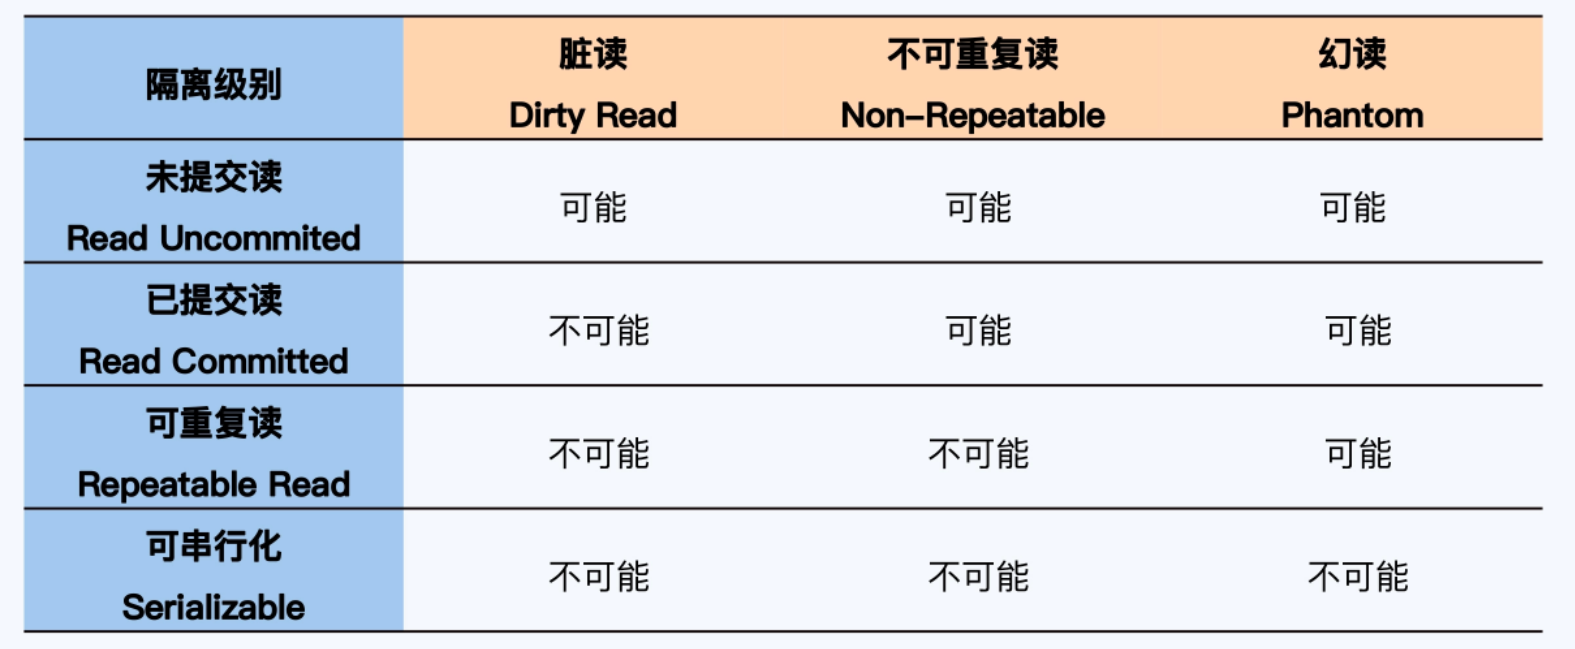 隔离级别
脏读
Dirty Read
不可重复读
Non-Repeatable
幻读
Phantom
未提交读
Read Uncommited
可能
可能
可能
已提交读
Read Committed
不可能
可能
可能
可重复读
Repeatable Read
不可能
不可能
可能
可串行化
Serializable
不可能
不可能
不可能